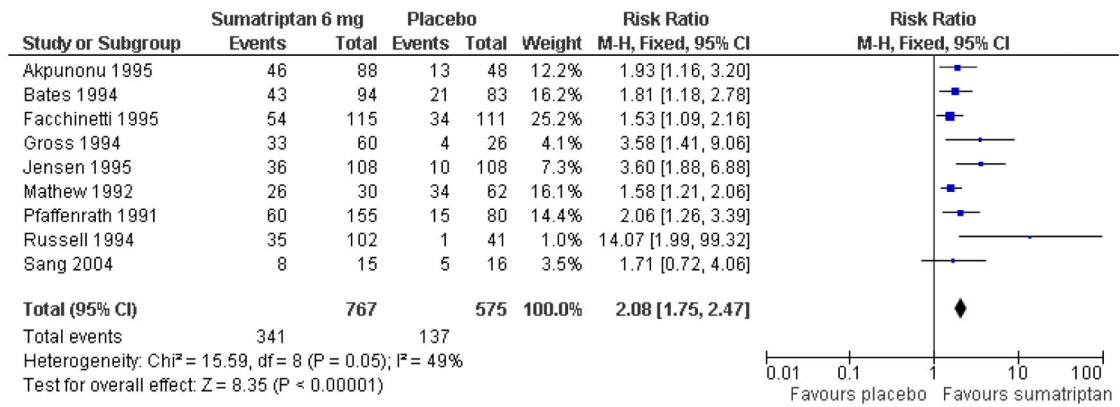 Sumatriptan 6 mg Placebo Risk Ratio Risk Ratio
Study or Subgroup Events Total Events Total Weight M-H, Fixed, 95% CI M-H, Fixed, 95% CI
Akpunonu 1995 46 88 13 48 12.2% 1.93 [1.16, 3.20]
Bates 1994 43 94 21 83 16.2% 1.81 [1.18, 2.78]
Facchinetti 1995 54 115 34 111 25.2% 1.53 [1.09, 2.16]
Gross 1994 33 60 4 26 4.1% 3.58 [1.41, 9.06]
Jensen 1995 36 108 10 108 7.3% 3.60 [1.88, 6.88]
Mathew 1992 26 30 34 62 16.1% 1.58 [1.21, 2.06]
Pfaffenrath 1991 60 155 15 80 14.4% 2.06 [1.26, 3.39]
Russell 1994 35 102 1 41 1.0% 14.07 [1.99, 99.32]
Sang 2004 8 15 5 16 3.5% 1.71 [0.72, 4.06]
Total (95% CI) 767 575 100.0% 2.08 [1.75, 2.47]
Total events 341 137
Heterogeneity: Chi² = 15.59, df = 8 (P = 0.05); I² = 49%
Test for overall effect: Z = 8.35 (P < 0.00001)
0.01 0.1 1 10 100
Favours placebo Favours sumatriptan